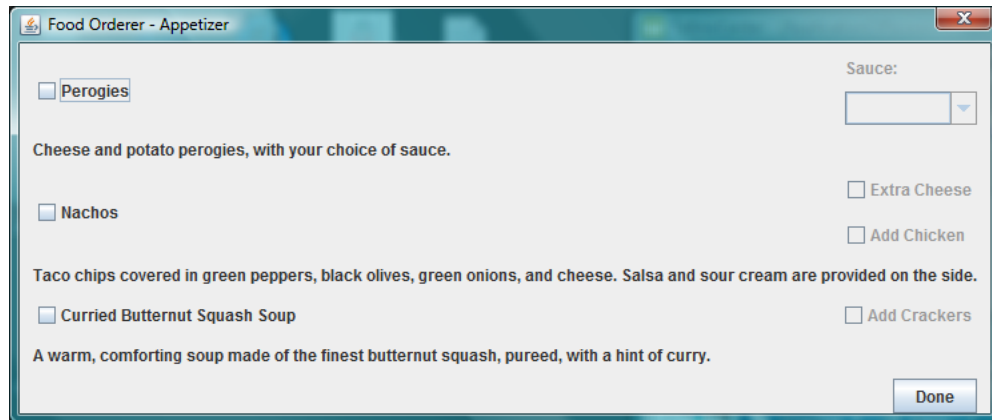 Food Orderer - Appetizer
Sauce:
Perogies
Cheese and potato perogies, with your choice of sauce.
Extra Cheese
Nachos
Add Chicken
Taco chips covered in green peppers, black olives, green onions, and cheese. Salsa and sour cream are provided on the side.
Curried Butternut Squash Soup
Add Crackers
A warm, comforting soup made of the finest butternut squash, pureed, with a hint of curry.
Done